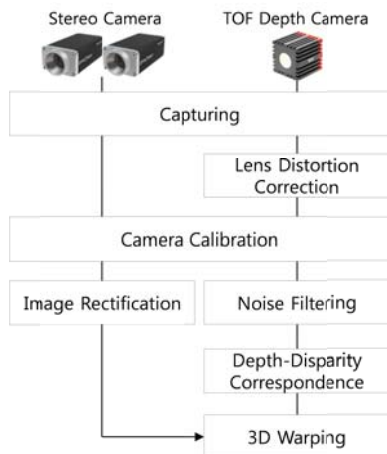 Stereo Camera
TOF Depth Camera
Capturing
Lens Distortion
Correction
Camera Calibration
Image Rectification
Noise Filtering
Depth-Disparity
Correspondence
3D Warping